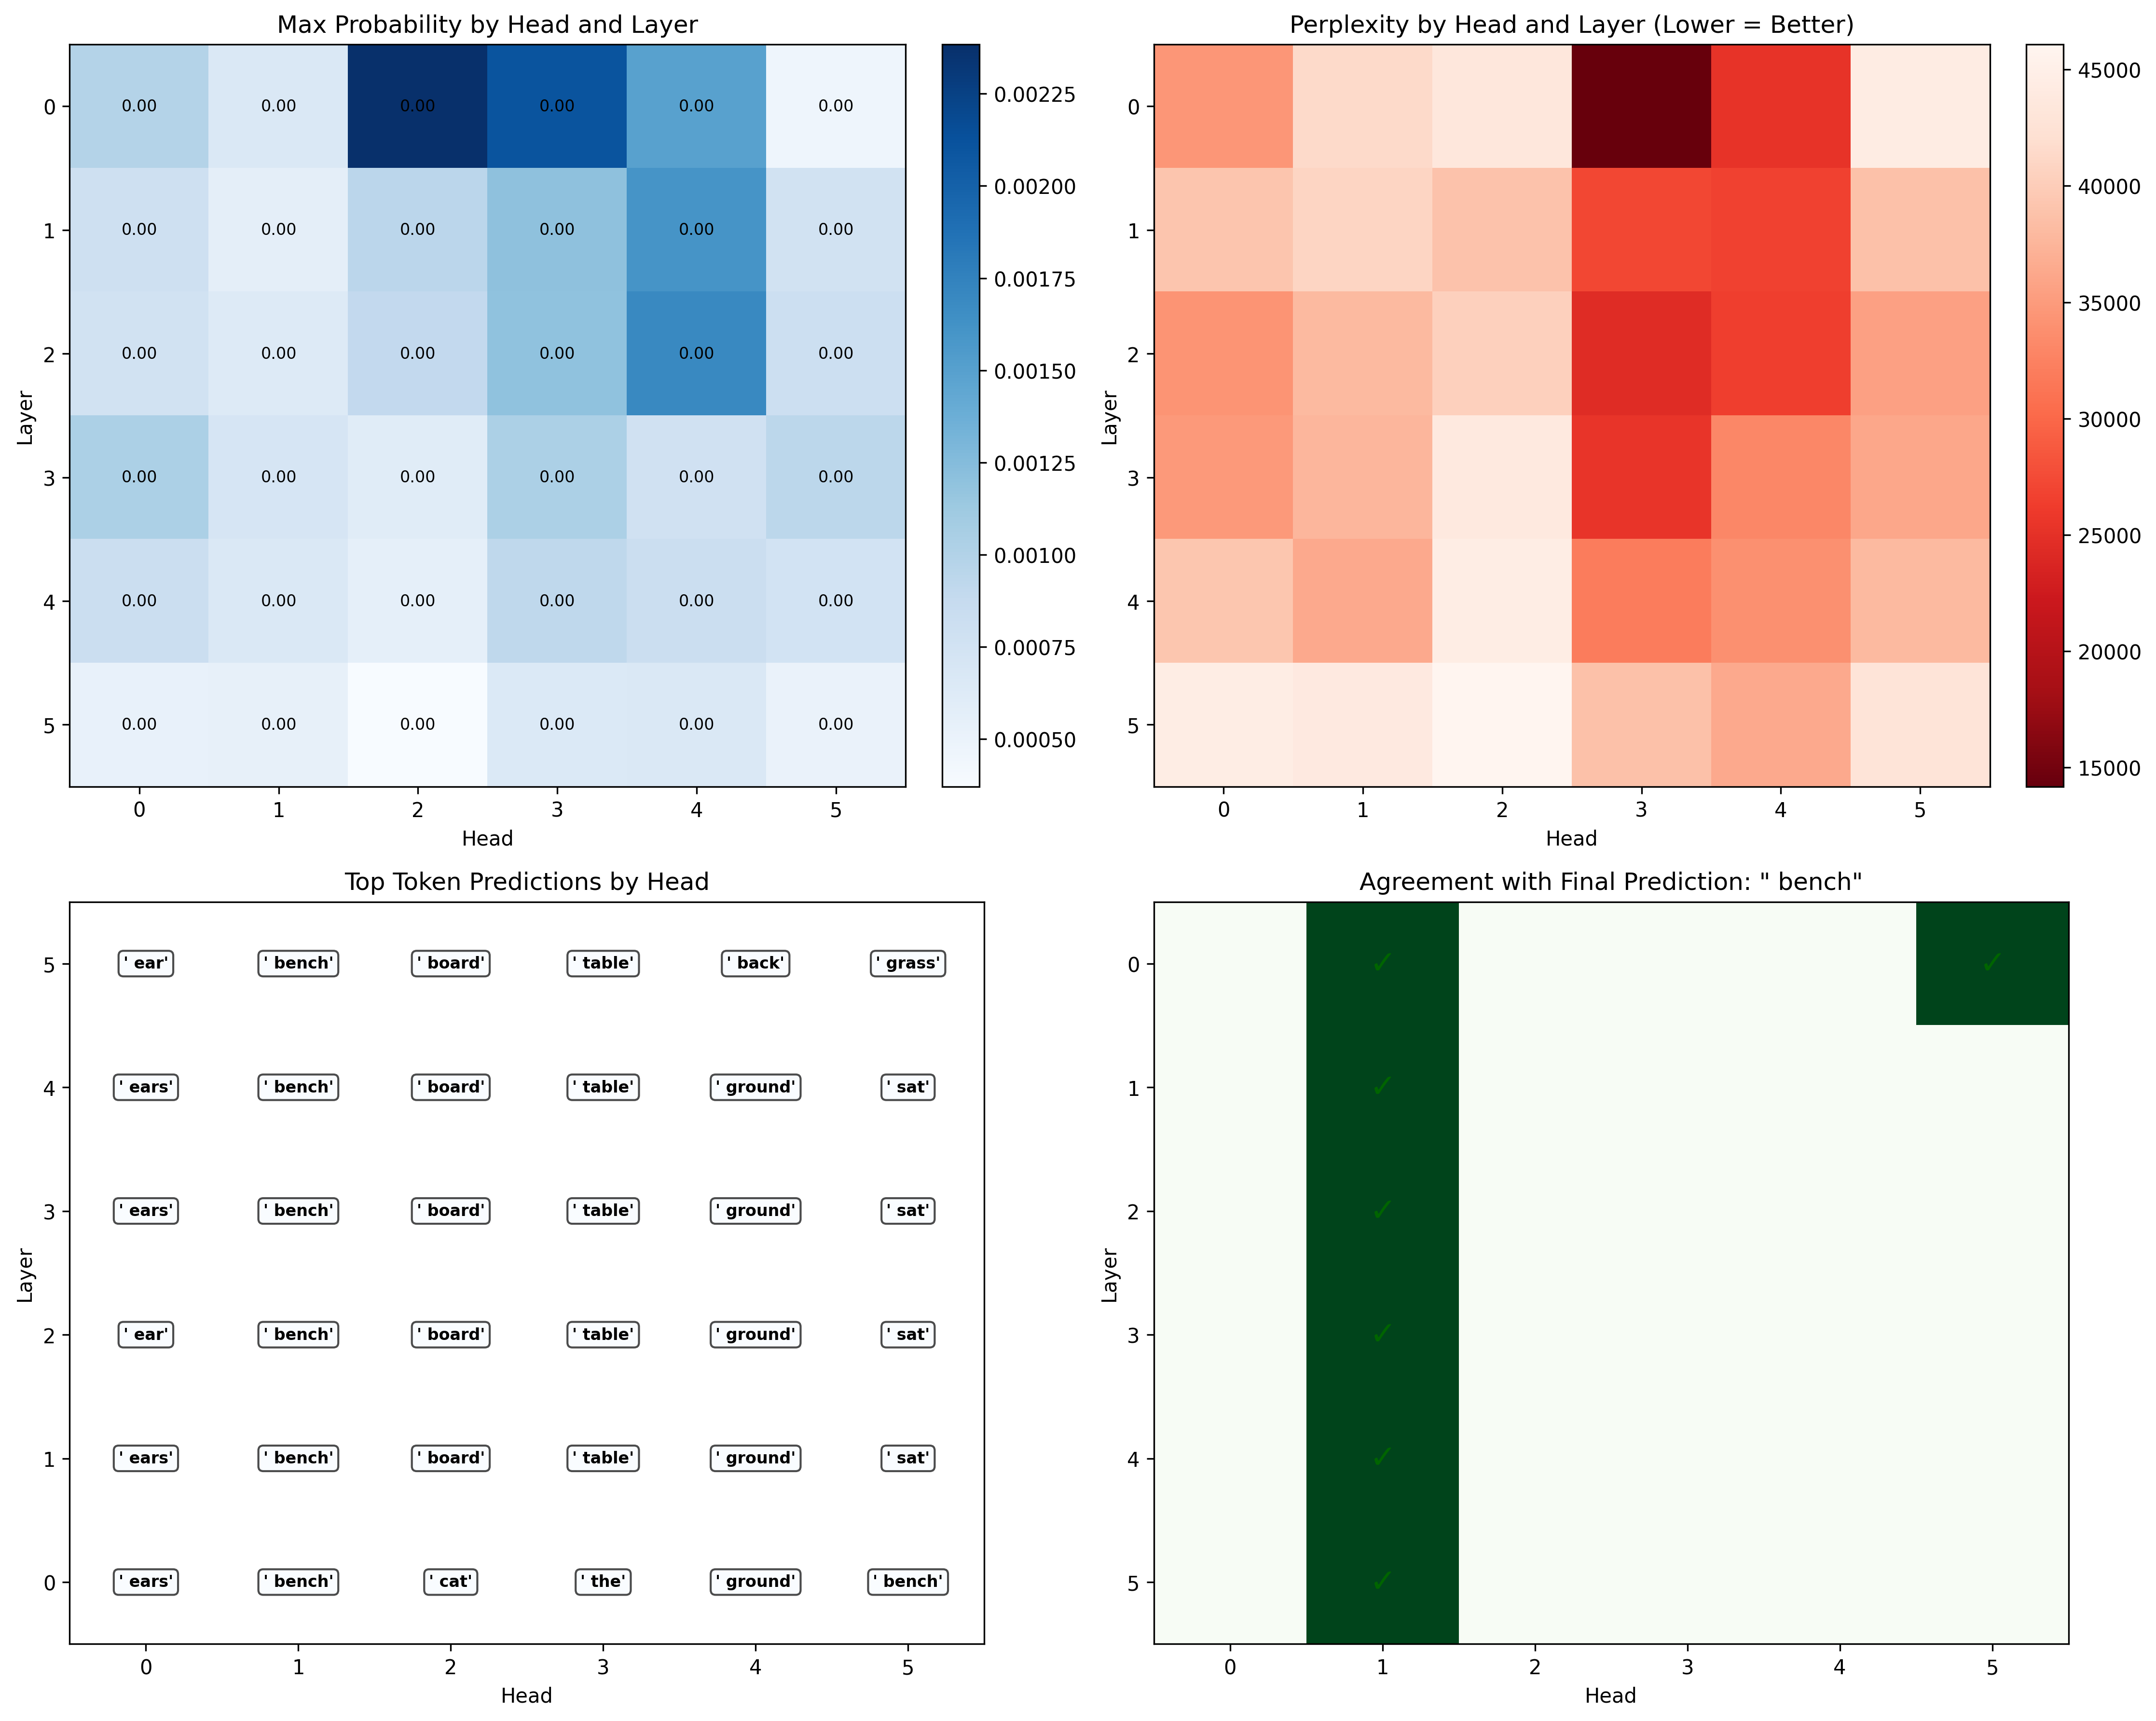 Max Probability by Head and Layer
0 0.00 0.00 0.00 0.00 0.00 0.00
1 0.00 0.00 0.00 0.00 0.00 0.00
2 0.00 0.00 0.00 0.00 0.00 0.00
3 0.00 0.00 0.00 0.00 0.00 0.00
4 0.00 0.00 0.00 0.00 0.00 0.00
5 0.00 0.00 0.00 0.00 0.00 0.00
0 1 2 3 4 5
Head
Layer
0.00225
0.00200
0.00175
0.00150
0.00125
0.00100
0.00075
0.00050
Perplexity by Head and Layer (Lower = Better)
0
1
2
3
4
5
0 1 2 3 4 5
Head
Layer
45000
40000
35000
30000
25000
20000
15000
Top Token Predictions by Head
5 ' ear' ' bench' ' board' ' table' ' back' ' grass'
4 ' ears' ' bench' ' board' ' table' ' ground' ' sat'
3 ' ears' ' bench' ' board' ' table' ' ground' ' sat'
2 ' ear' ' bench' ' board' ' table' ' ground' ' sat'
1 ' ears' ' bench' ' board' ' table' ' ground' ' sat'
0 ' ears' ' bench' ' cat' ' the' ' ground' ' bench'
0 1 2 3 4 5
Head
Layer
Agreement with Final Prediction: " bench"
0 ✓ ✓
1 ✓
2 ✓
3 ✓
4 ✓
5 ✓
0 1 2 3 4 5
Head
Layer